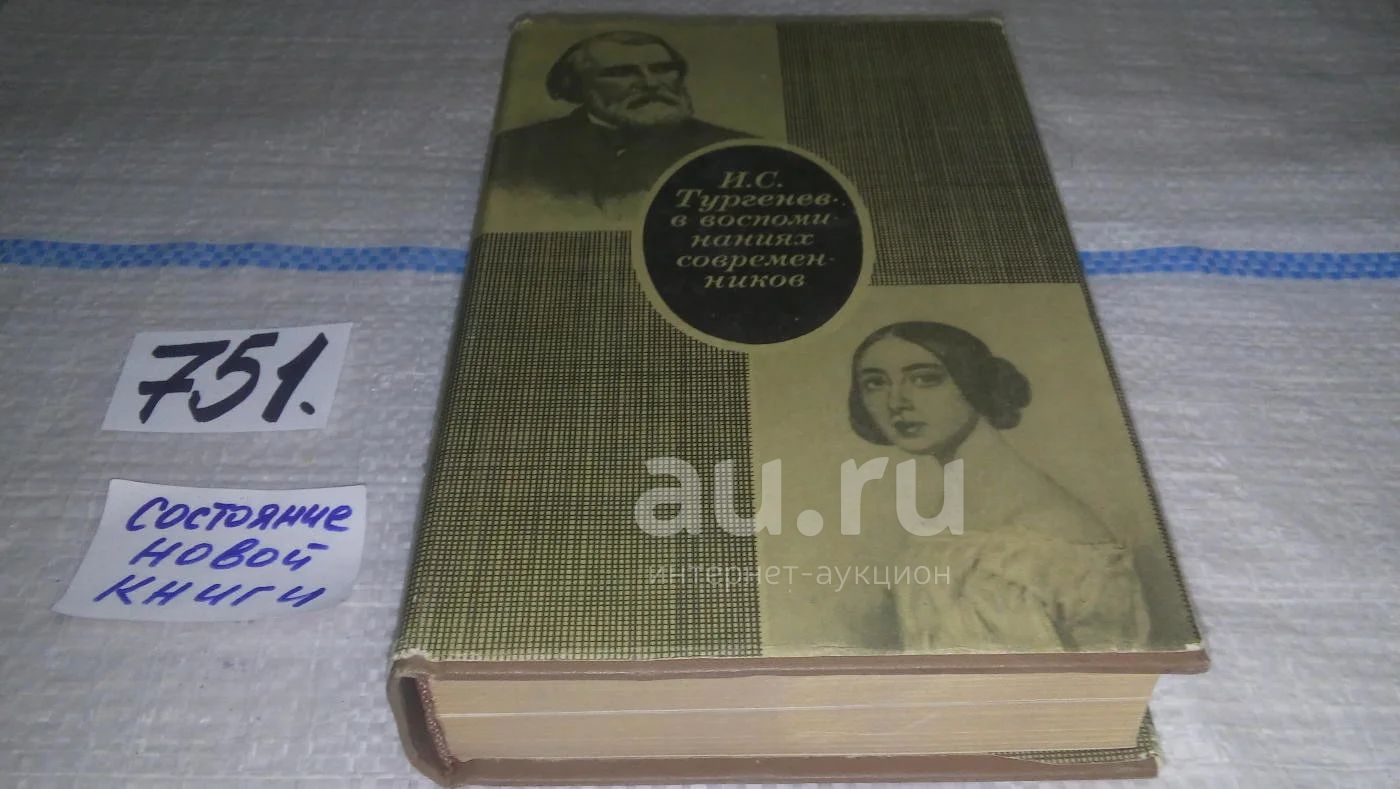 И.С.
Тургенев
в воспоми-
наниях
современ-
ников
751.
Состояние
новой
книги
au.ru
интернет-аукцион